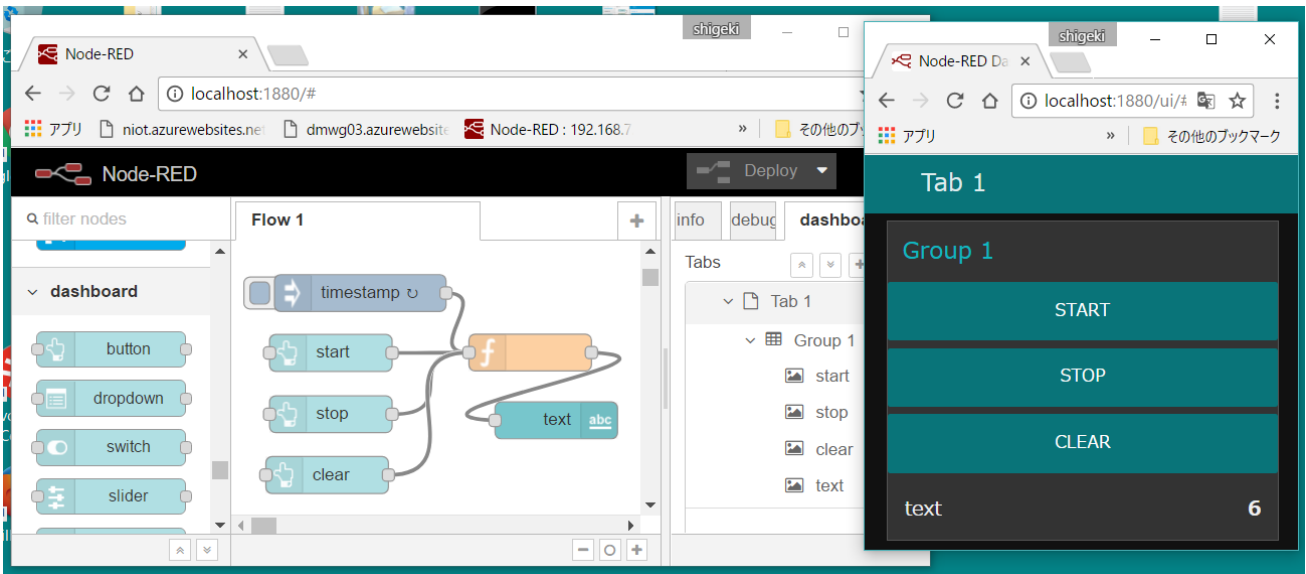 shigeki
Node-RED
localhost:1880/#
アプリ niot.azurewebsites.ne dmwg03.azurewebsite Node-RED : 192.168.7 » その他のブッ
Node-RED Deploy
filter nodes
Flow 1
info debug dashboa
Tabs
dashboard
button
dropdown
switch
slider
timestamp ↻
start
stop
clear
f
text abc
Tab 1
Group 1
start
stop
clear
text
shigeki
Node-RED Da
localhost:1880/ui/#
アプリ » その他のブックマーク
Tab 1
Group 1
START
STOP
CLEAR
text 6